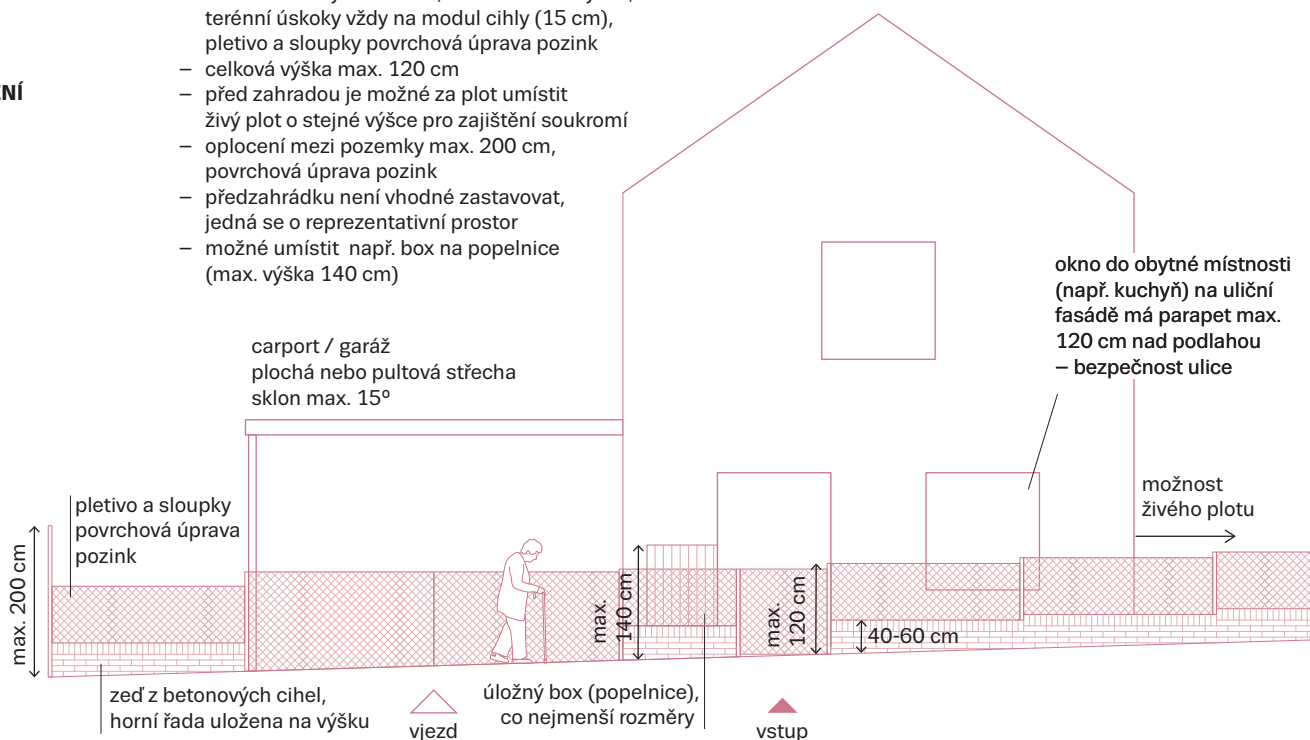 terénní úskoky vždy na modul cihly (15 cm),
pletivo a sloupky povrchová úprava pozink
– celková výška max. 120 cm
– před zahradou je možné za plot umístit
živý plot o stejné výšce pro zajištění soukromí
– oplocení mezi pozemky max. 200 cm,
povrchová úprava pozink
– předzahrádku není vhodné zastavovat,
jedná se o reprezentativní prostor
– možné umístit např. box na popelnice
(max. výška 140 cm)
okno do obytné místnosti
(např. kuchyň) na uliční
fasádě má parapet max.
120 cm nad podlahou
– bezpečnost ulice
carport / garáž
plochá nebo pultová střecha
sklon max. 15º
možnost
živého plotu
pletivo a sloupky
povrchová úprava
pozink
max. 200 cm
max.
140 cm
max.
120 cm
40-60 cm
zeď z betonových cihel,
horní řada uložena na výšku
vjezd
úložný box (popelnice),
co nejmenší rozměry
vstup